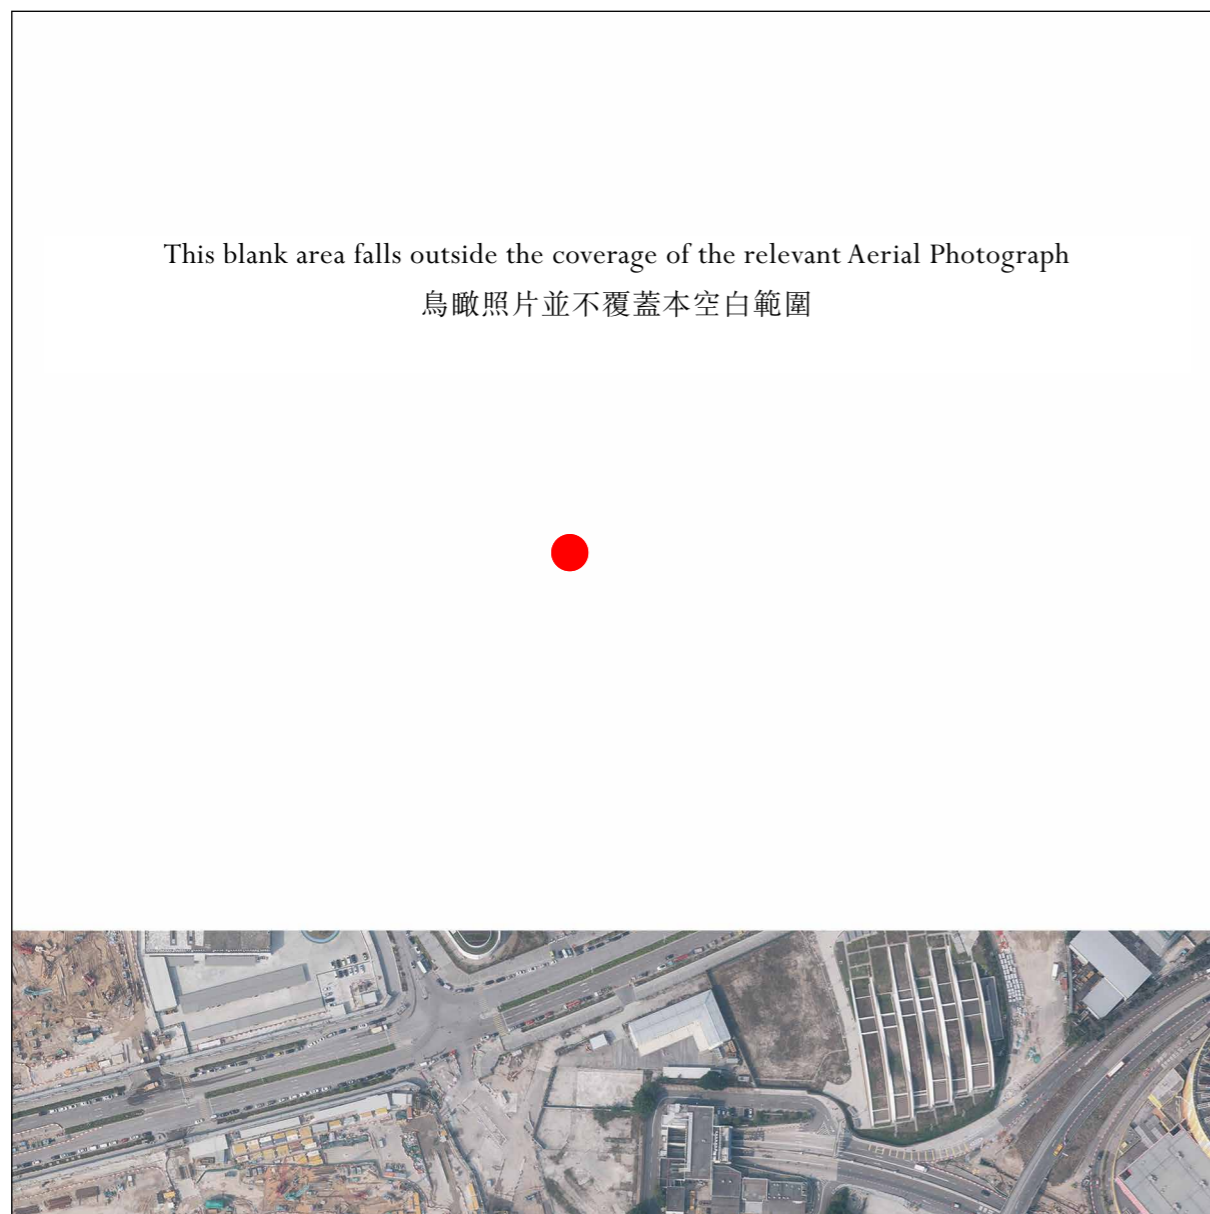 This blank area falls outside the coverage of the relevant Aerial Photograph
鳥瞰照片並不覆蓋本空白範圍